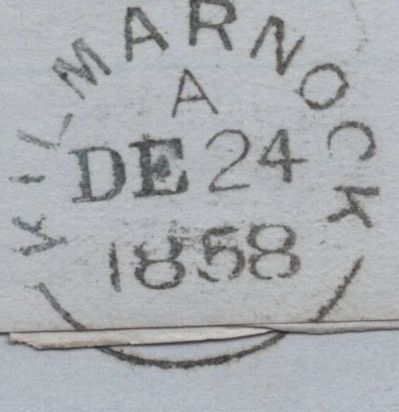 KILMARNOCK
A
DE 24
1858